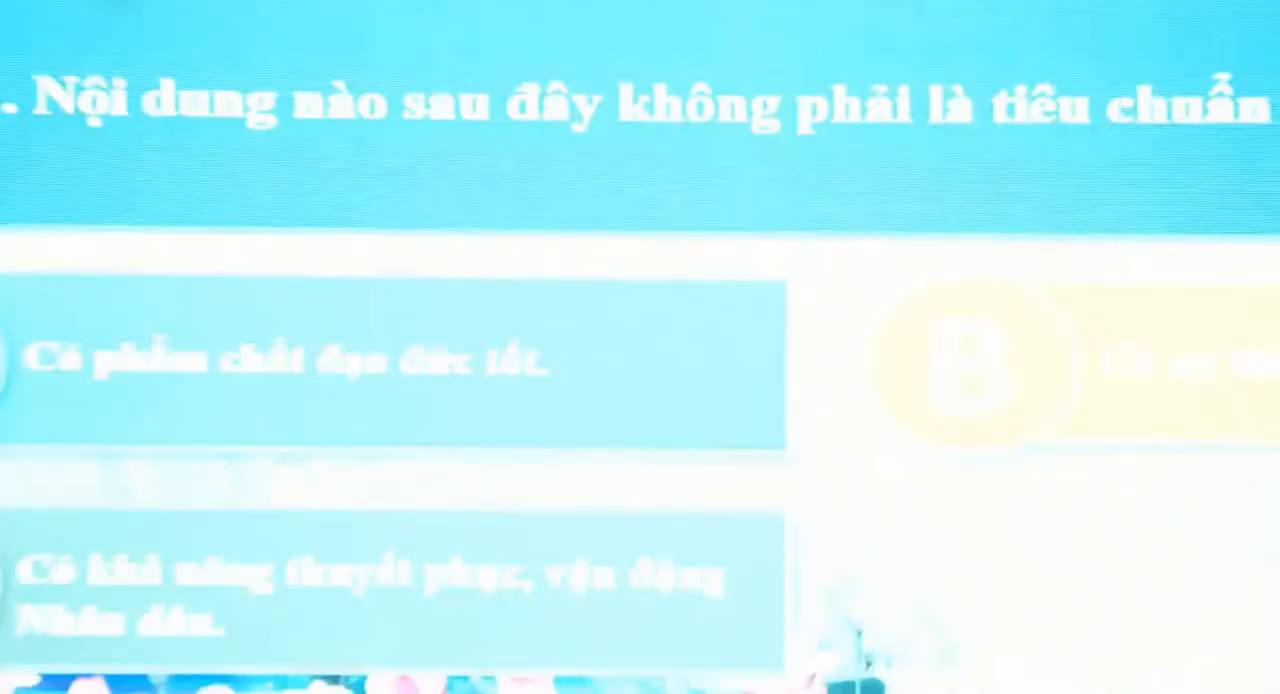 . Nội dung nào sau đây không phải là tiêu chuẩn
Có phẩm chất đạo đức tốt.
B
Có khả năng thuyết phục, vận động
Nhân dân.